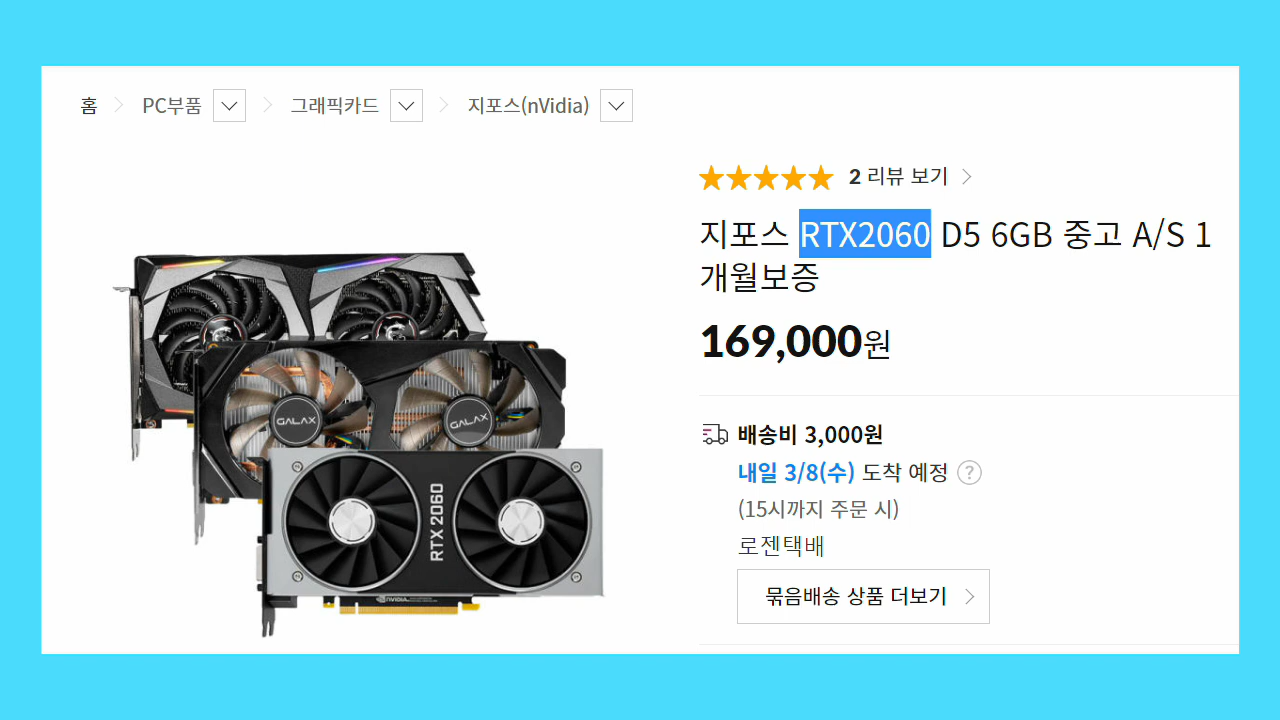 홈 PC부품 그래픽카드 지포스(nVidia)
2 리뷰 보기
지포스 RTX2060 D5 6GB 중고 A/S 1
개월보증
169,000원
배송비 3,000원
내일 3/8(수) 도착 예정 ?
(15시까지 주문 시)
로젠택배
묶음배송 상품 더보기
GALAX
GALAX
RTX 2060
NVIDIA